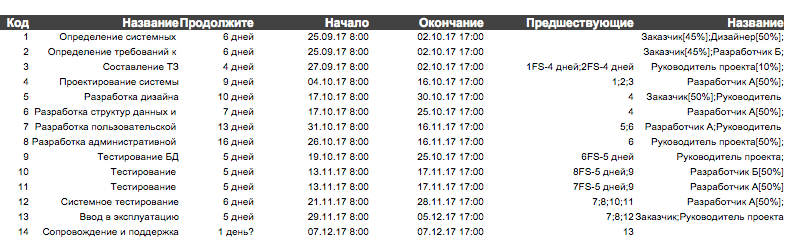 Код Название Продолжите Начало Окончание Предшествующие Название
1 Определение системных 6 дней 25.09.17 8:00 02.10.17 17:00 Заказчик[45%];Дизайнер[50%];
2 Определение требований к 6 дней 25.09.17 8:00 02.10.17 17:00 Заказчик[45%];Разработчик Б;
3 Составление ТЗ 4 дней 27.09.17 8:00 02.10.17 17:00 1FS-4 дней;2FS-4 дней Руководитель проекта[10%];
4 Проектирование системы 9 дней 04.10.17 8:00 16.10.17 17:00 1;2;3 Разработчик А[50%];
5 Разработка дизайна 10 дней 17.10.17 8:00 30.10.17 17:00 4 Заказчик[50%];Руководитель
6 Разработка структур данных и 7 дней 17.10.17 8:00 25.10.17 17:00 4 Разработчик А[50%];
7 Разработка пользовательской 13 дней 31.10.17 8:00 16.11.17 17:00 5;6 Разработчик А;Руководитель
8 Разработка административной 16 дней 26.10.17 8:00 16.11.17 17:00 6 Руководитель проекта[50%];
9 Тестирование БД 5 дней 19.10.17 8:00 25.10.17 17:00 6FS-5 дней Руководитель проекта;
10 Тестирование 5 дней 13.11.17 8:00 17.11.17 17:00 8FS-5 дней;9 Разработчик Б[50%]
11 Тестирование 5 дней 13.11.17 8:00 17.11.17 17:00 7FS-5 дней;9 Разработчик А[50%]
12 Системное тестирование 6 дней 21.11.17 8:00 28.11.17 17:00 7;8;10;11 Разработчик А[50%];
13 Ввод в эксплуатацию 5 дней 29.11.17 8:00 05.12.17 17:00 7;8;12 Заказчик;Руководитель проекта
14 Сопровождение и поддержка 1 день? 07.12.17 8:00 07.12.17 17:00 13